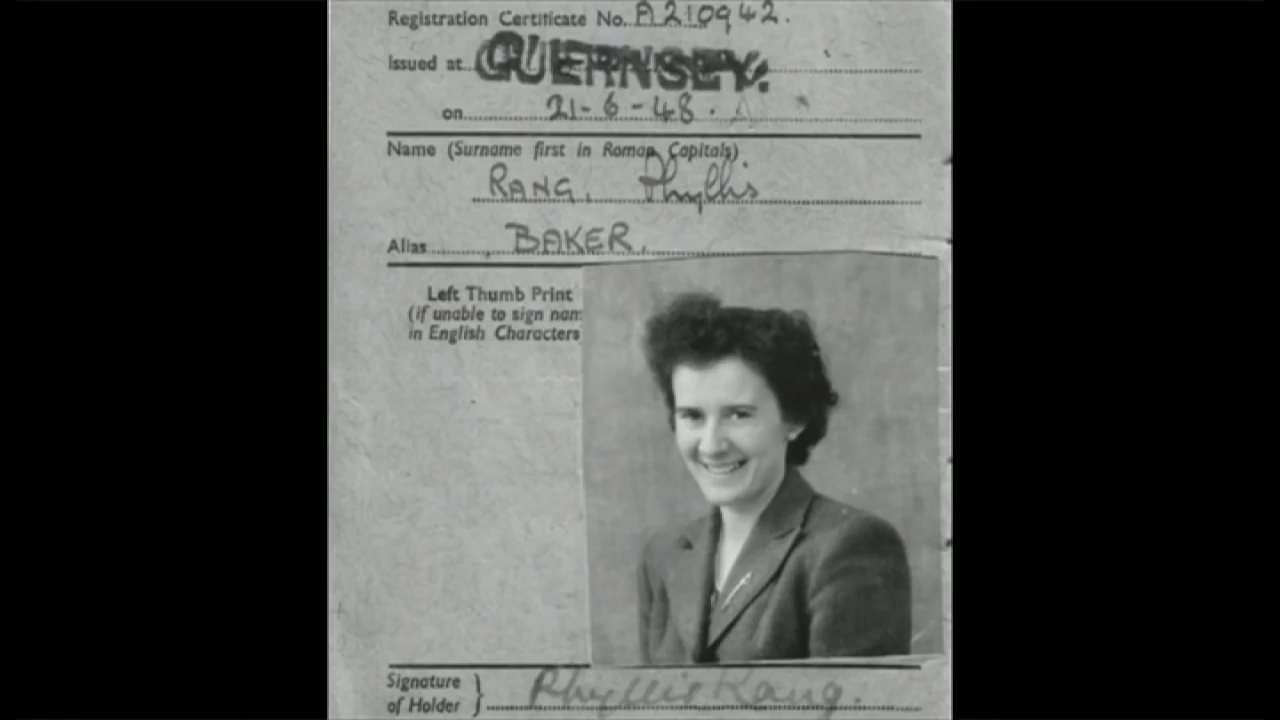 Registration Certificate No. A210942.
Issued at GUERNSEY.
on 21-6-48.
Name (Surname first in Roman Capitals)
RANG, Phyllis
Alias BAKER.
Left Thumb Print
(if unable to sign nam
in English Characters
Signature
of Holder } Phyllis Rang.